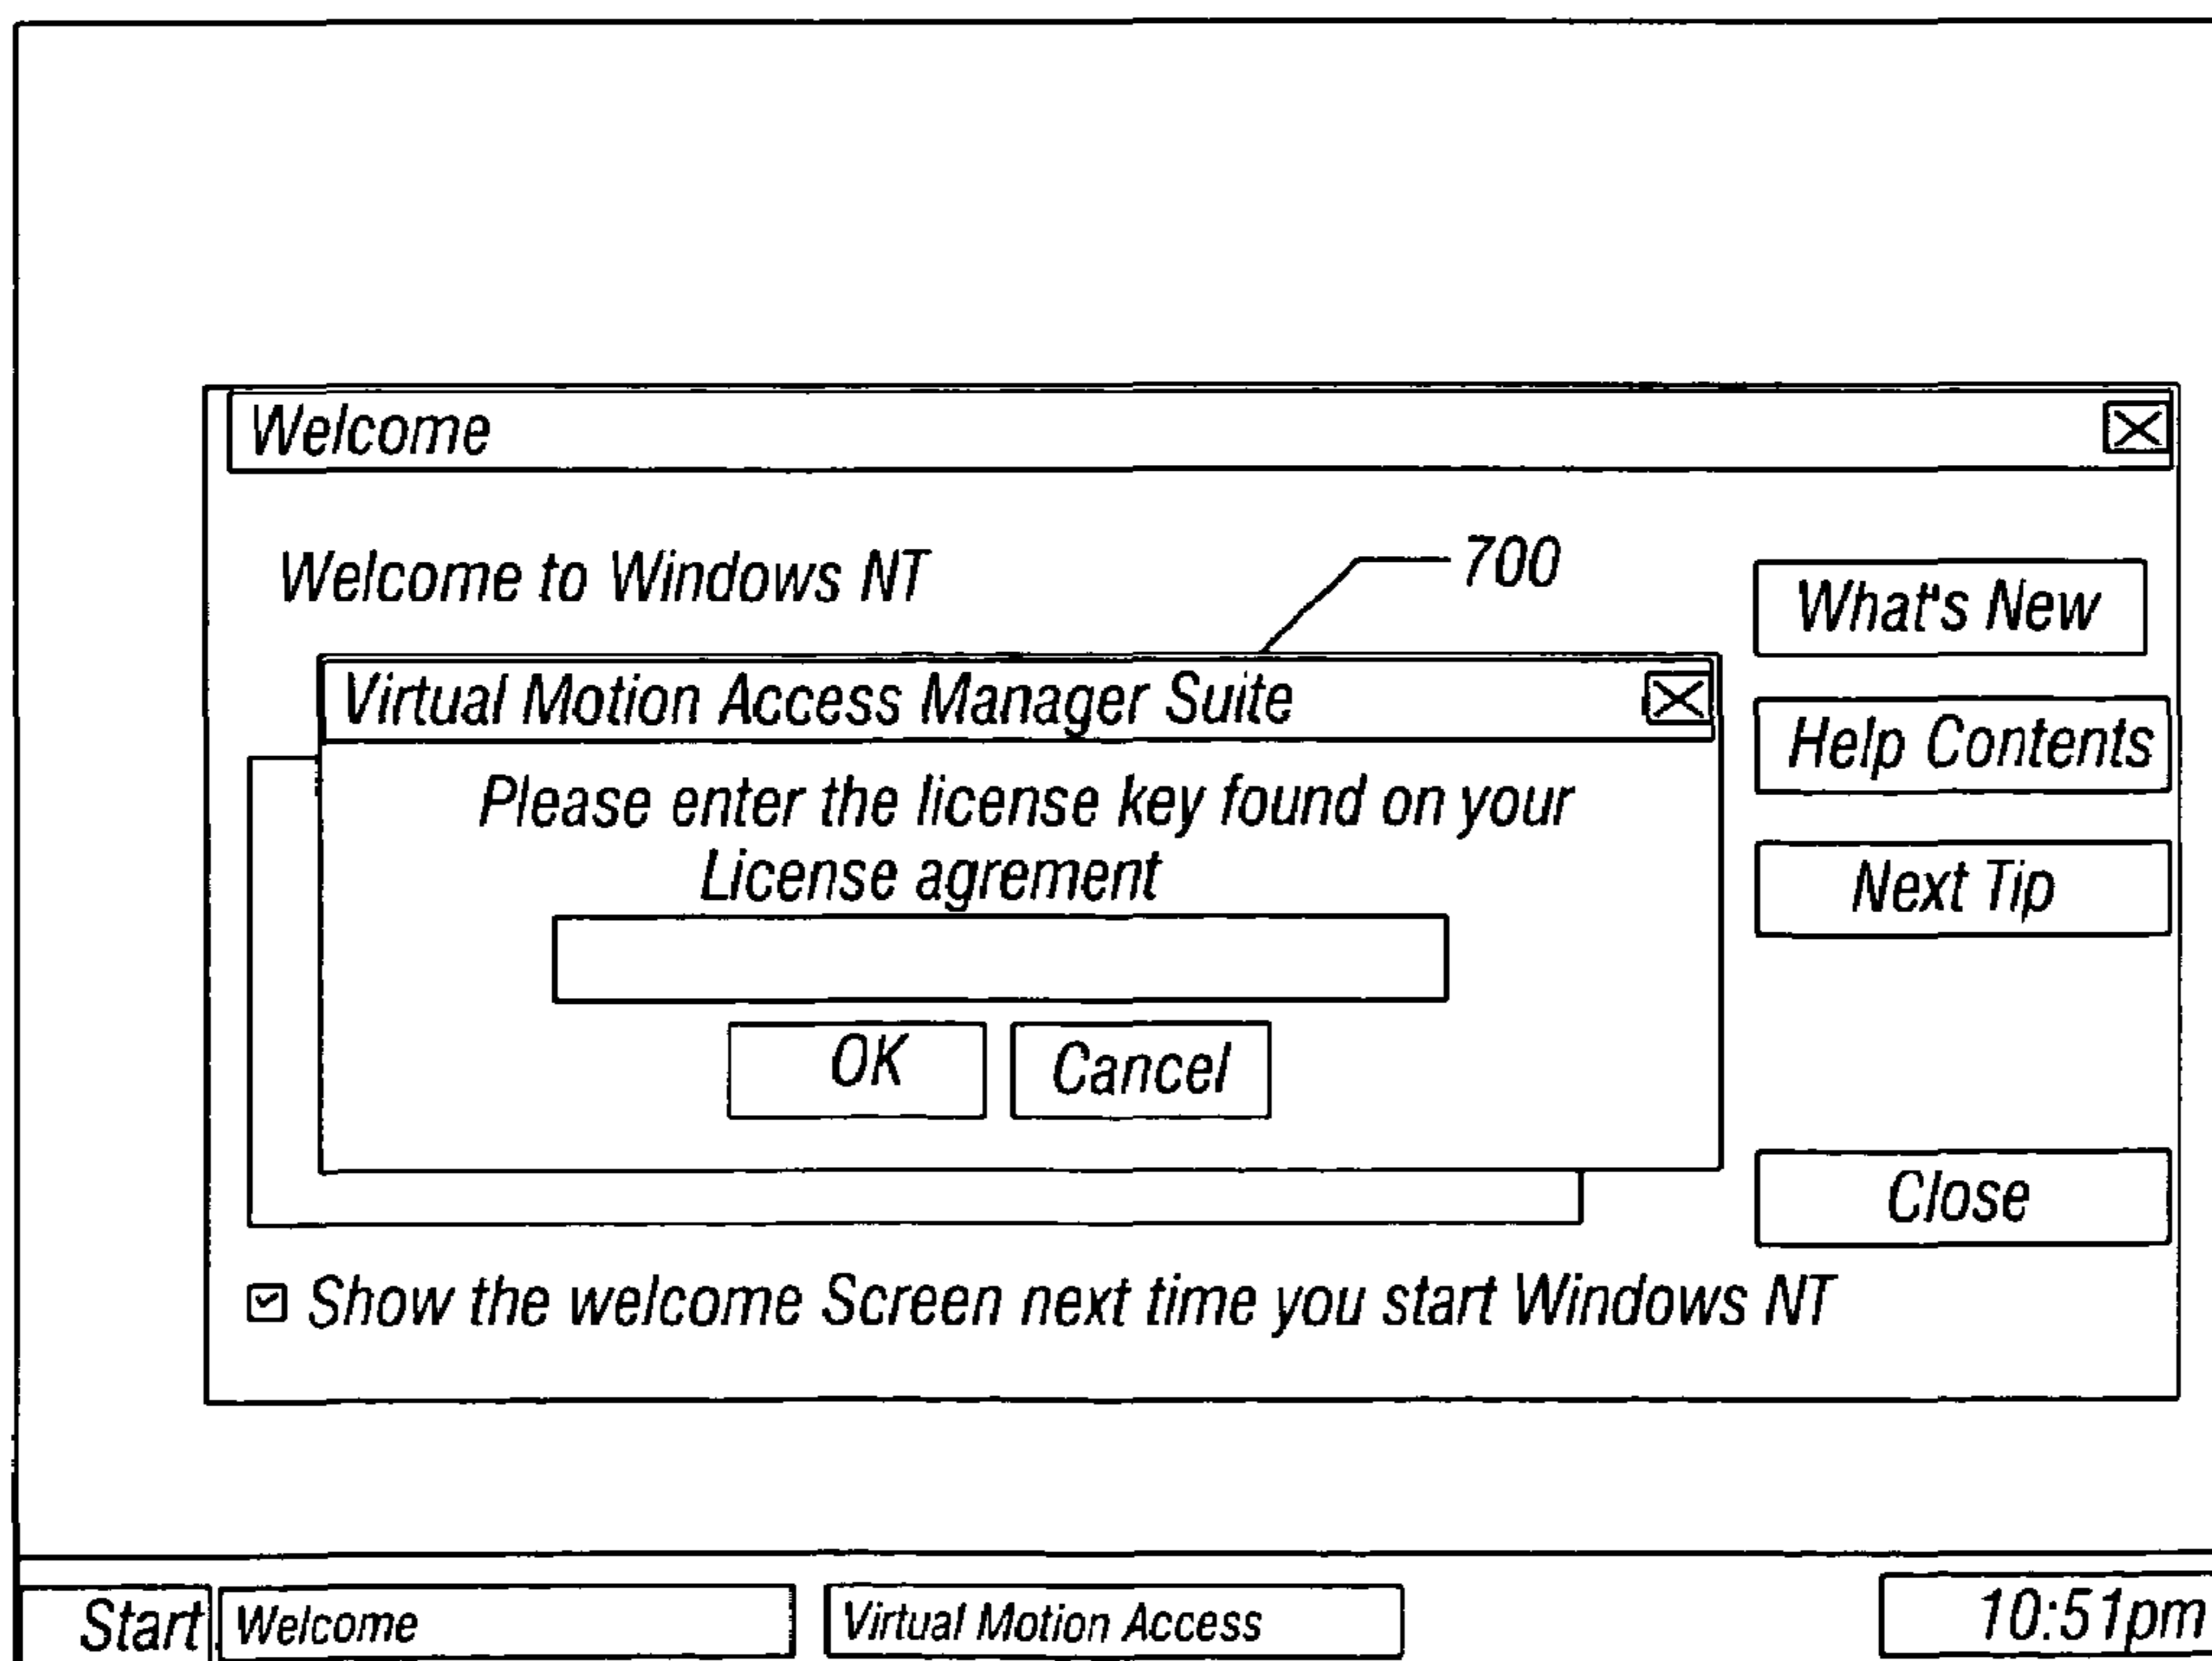 Welcome
Welcome to Windows NT
700
What's New
Virtual Motion Access Manager Suite
Help Contents
Please enter the license key found on your
License agrement
Next Tip
OK
Cancel
Close
Show the welcome Screen next time you start Windows NT
Start
Welcome
Virtual Motion Access
10:51pm